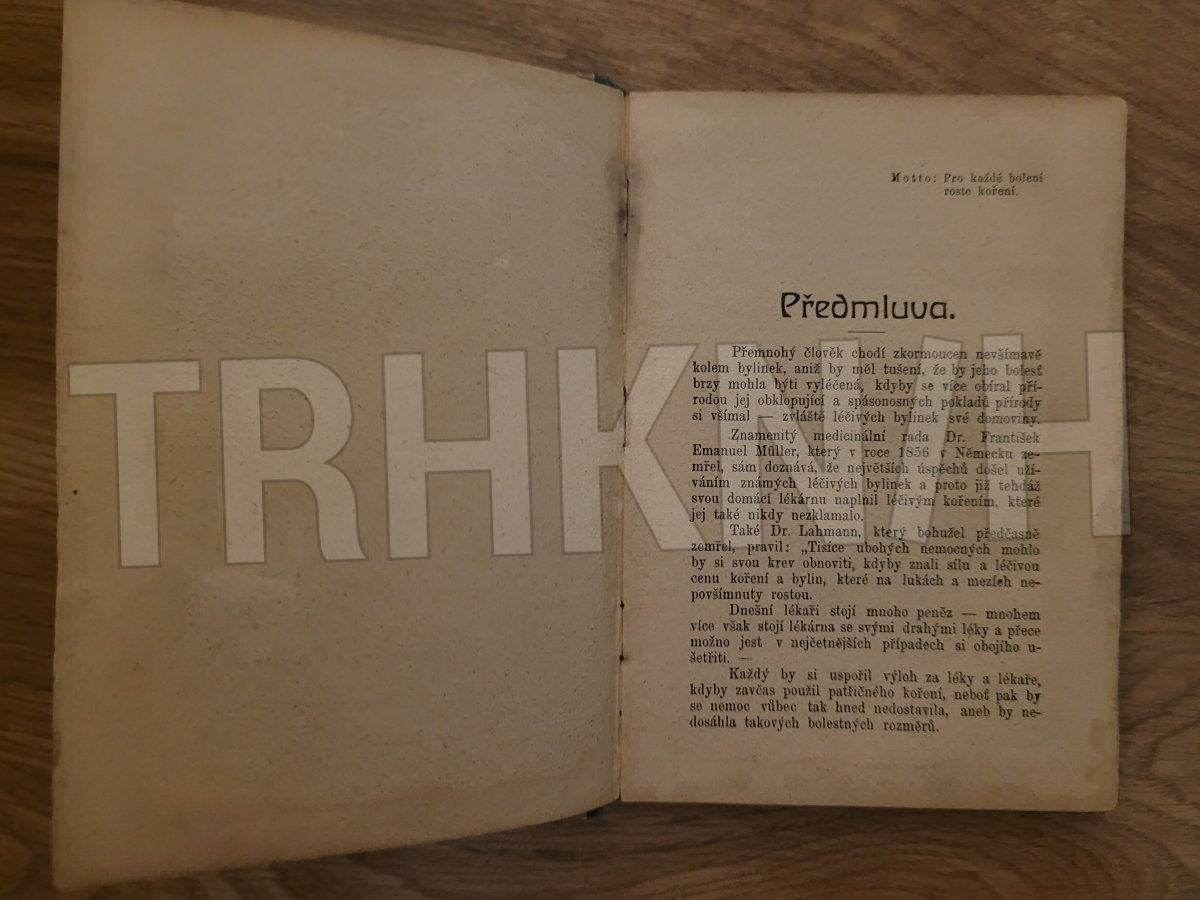 Motto: Pro každé bolení
roste koření.
Předmluva.
Přemnohý člověk chodí zkormoucen nevšímavě
kolem bylinek, aniž by měl tušení, že by jeho bolesť
brzy mohla býti vyléčená, kdyby se více obíral pří-
rodou jej obklopující a spásonosných pokladů přírody
si všímal — zvláště léčivých bylinek své domoviny.
Znamenitý medicinální rada Dr. František
Emanuel Müller, který v roce 1856 v Německu ze-
mřel, sám doznává, že největších úspěchů došel uží-
váním známých léčivých bylinek a proto již tehdáž
svou domácí lékárnu naplnil léčivým kořením, které
jej také nikdy nezklamalo.
Také Dr. Lahmann, který bohužel předčasně
zemřel, pravil: „Tisíce ubohých nemocných mohlo
by si svou krev obnoviti, kdyby znali sílu a léčivou
cenu koření a bylin, které na lukách a mezích ne-
povšímnuty rostou.
Dnešní lékaři stojí mnoho peněz — mnohem
více však stojí lékárna se svými drahými léky a přece
možno jest v nejčetnějších případech si obojího u-
šetřiti. —
Každý by si uspořil výloh za léky a lékaře,
kdyby zavčas použil patřičného koření, neboť pak by
se nemoc vůbec tak hned nedostavila, aneb by ne-
dosáhla takových bolestných rozměrů.
TRHKNIH